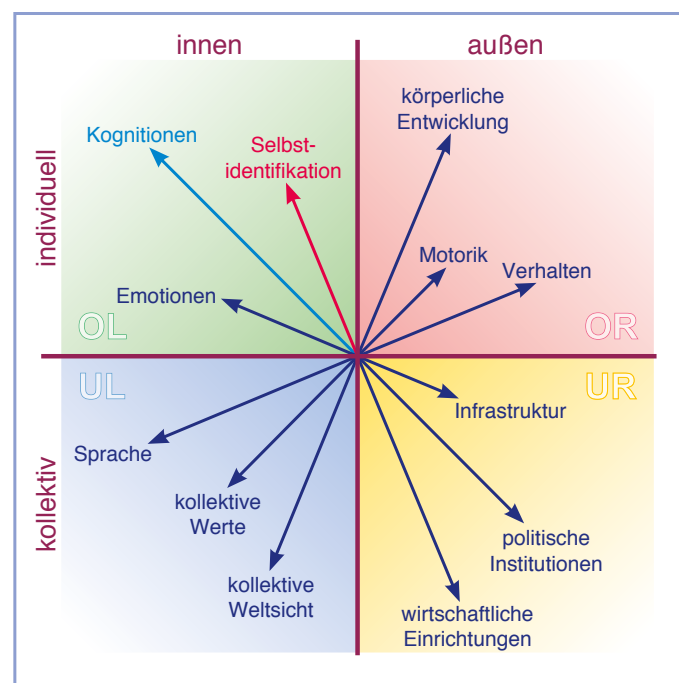 innen
außen
individuell
kollektiv
Kognitionen
Selbst-
identifikation
Emotionen
OL
körperliche
Entwicklung
Motorik
Verhalten
OR
UL
Sprache
kollektive
Werte
kollektive
Weltsicht
UR
Infrastruktur
politische
Institutionen
wirtschaftliche
Einrichtungen